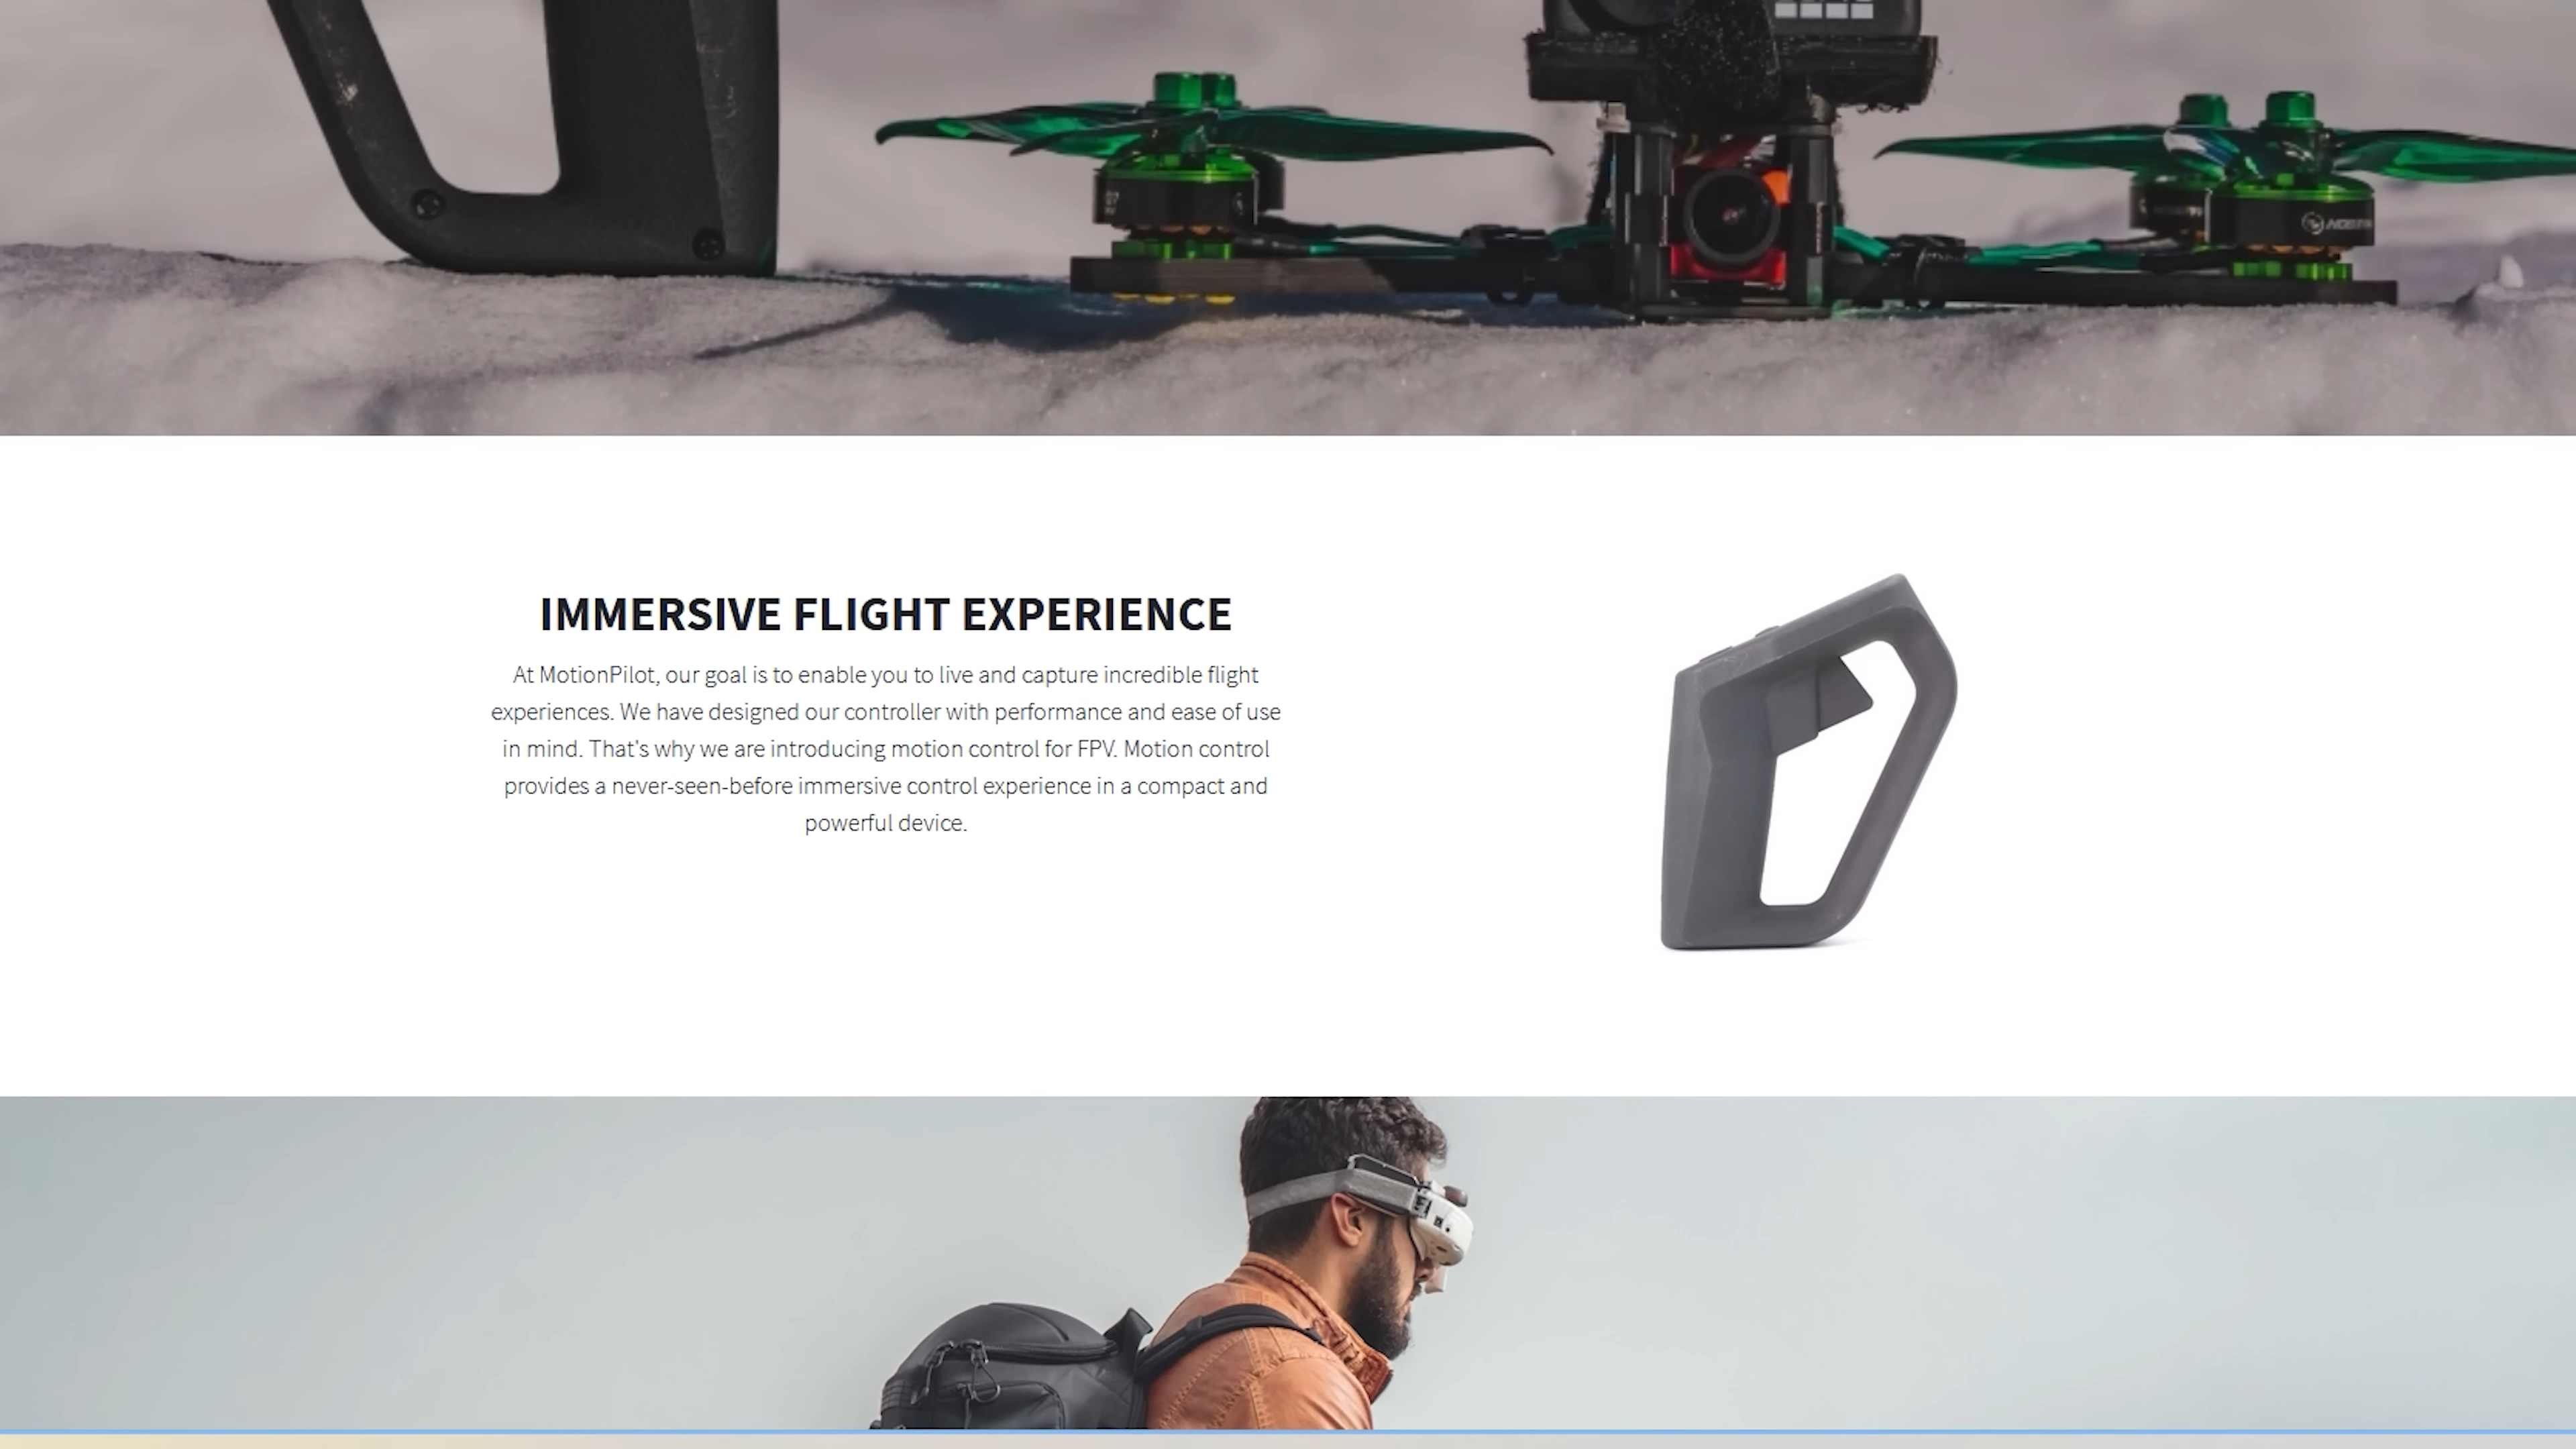 IMMERSIVE FLIGHT EXPERIENCE
At MotionPilot, our goal is to enable you to live and capture incredible flight
experiences. We have designed our controller with performance and ease of use
in mind. That's why we are introducing motion control for FPV. Motion control
provides a never-seen-before immersive control experience in a compact and
powerful device.